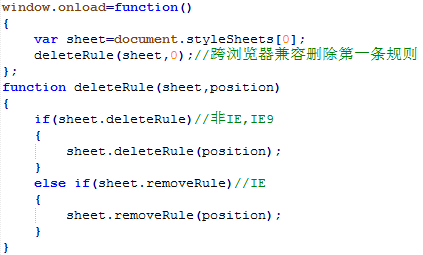 window.onload=function()
{
    var sheet=document.styleSheets[0];
    deleteRule(sheet,0);//跨浏览器兼容删除第一条规则
};
function deleteRule(sheet,position)
{
    if(sheet.deleteRule)//非IE,IE9
    {
        sheet.deleteRule(position);
    }
    else if(sheet.removeRule)//IE
    {
        sheet.removeRule(position);
    }
}